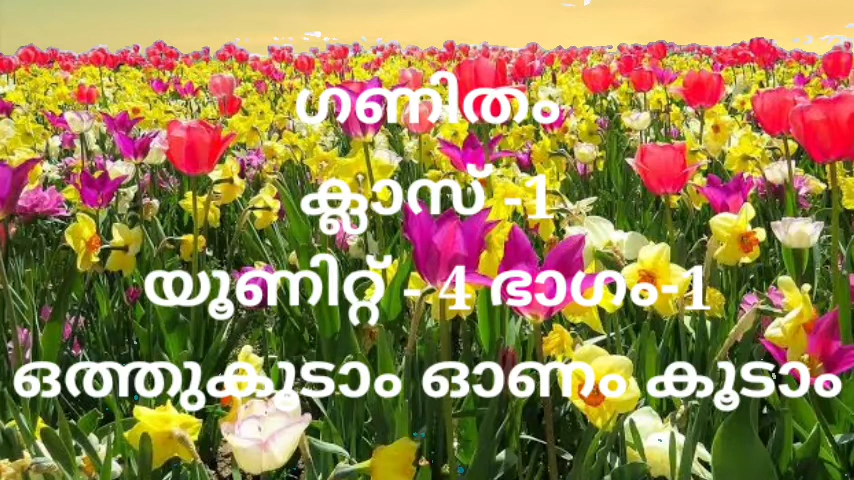 ഗണിതം
ക്ലാസ് -1
യൂണിറ്റ് - 4 ഭാഗം-1
ഒത്തുകൂടാം ഓണം കൂടാം